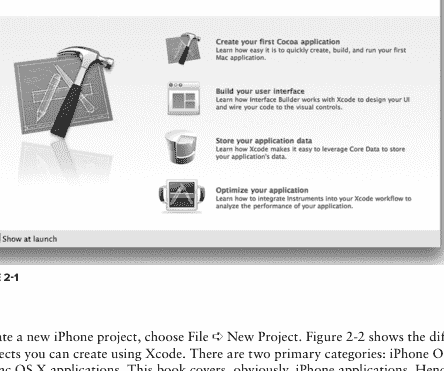 Create your first Cocoa application
Learn how easy it is to quickly create, build, and run your first
Mac application.
Build your user interface
Learn how Interface Builder works with Xcode to design your UI
and wire your code to the visual controls.
Store your application data
Learn how Xcode makes it easy to leverage Core Data to store
your application's data.
Optimize your application
Learn how to integrate Instruments into your Xcode workflow to
analyze the performance of your application.
Show at launch
E 2-1
ate a new iPhone project, choose File ➪ New Project. Figure 2-2 shows the dif
ects you can create using Xcode. There are two primary categories: iPhone O
ac OS X applications. This book covers, obviously, iPhone applications. Henc